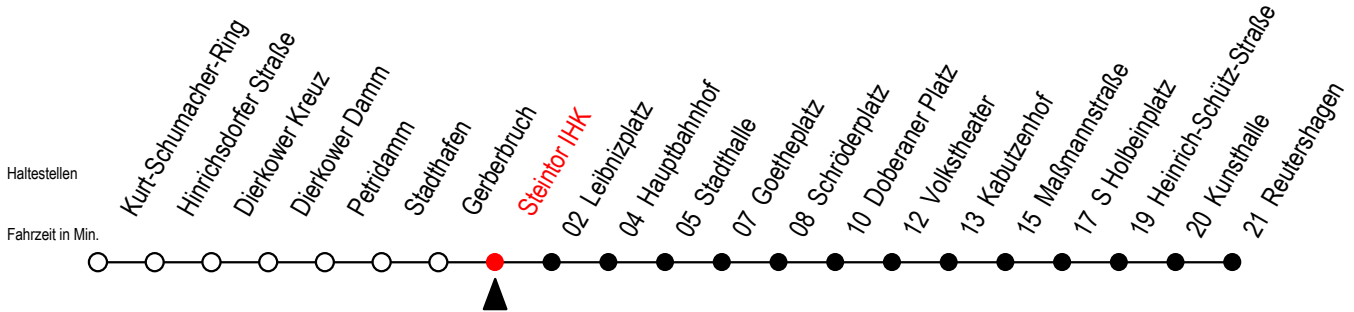 Haltestellen
Fahrzeit in Min.
Kurt-Schumacher-Ring
Hinrichsdorfer Straße
Dierkower Kreuz
Dierkower Damm
Petridamm
Stadthafen
Gerberbruch
Steintor IHK
02 Leibnizplatz
04 Hauptbahnhof
05 Stadthalle
07 Goetheplatz
08 Schröderplatz
10 Doberaner Platz
12 Volkstheater
13 Kabutzenhof
15 Maßmannstraße
17 S Holbeinplatz
19 Heinrich-Schütz-Straße
20 Kunsthalle
21 Reutershagen